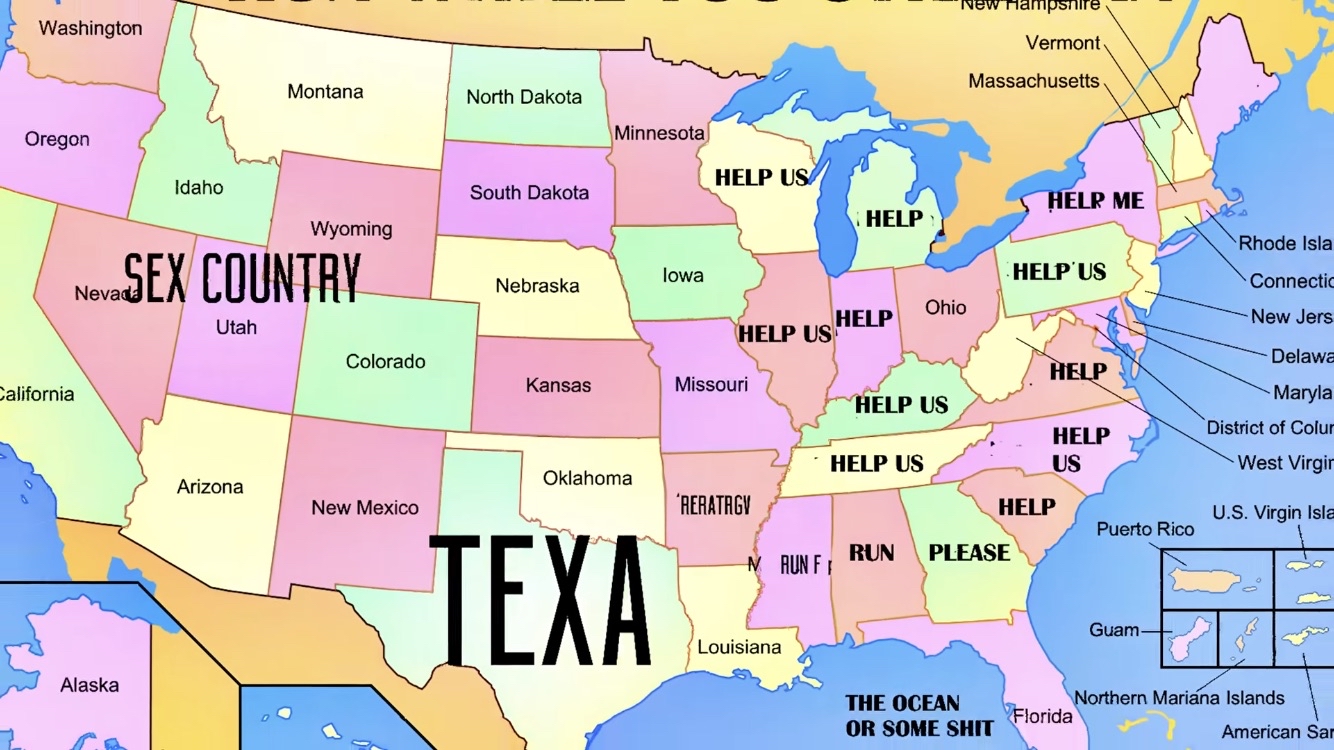 New Hampshire
Vermont
Massachusetts
Washington
Montana
North Dakota
Minnesota
Oregon
Idaho
South Dakota
HELP US
HELP
HELP ME
Wyoming
Rhode Isla
SEX COUNTRY
Nevada
Utah
Nebraska
Iowa
HELP US
HELP
Ohio
HELP US
Connectic
New Jers
Delawa
Maryla
District of Colur
West Virgir
California
Colorado
Kansas
Missouri
HELP US
HELP
Arizona
New Mexico
Oklahoma
HELP US
HELP
US
'RERATRGV
HELP
TEXA
RUN F
RUN
PLEASE
Louisiana
THE OCEAN
OR SOME SHIT
Florida
Alaska
U.S. Virgin Isla
Puerto Rico
Guam
Northern Mariana Islands
American Sar